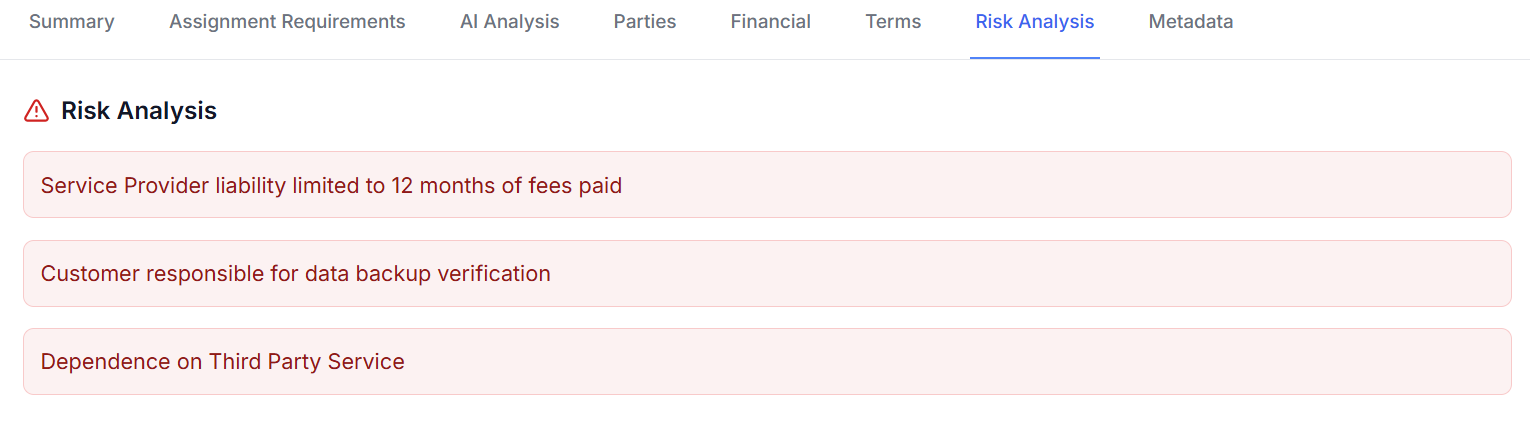 Summary Assignment Requirements AI Analysis Parties Financial Terms Risk Analysis Metadata
Risk Analysis
Service Provider liability limited to 12 months of fees paid
Customer responsible for data backup verification
Dependence on Third Party Service